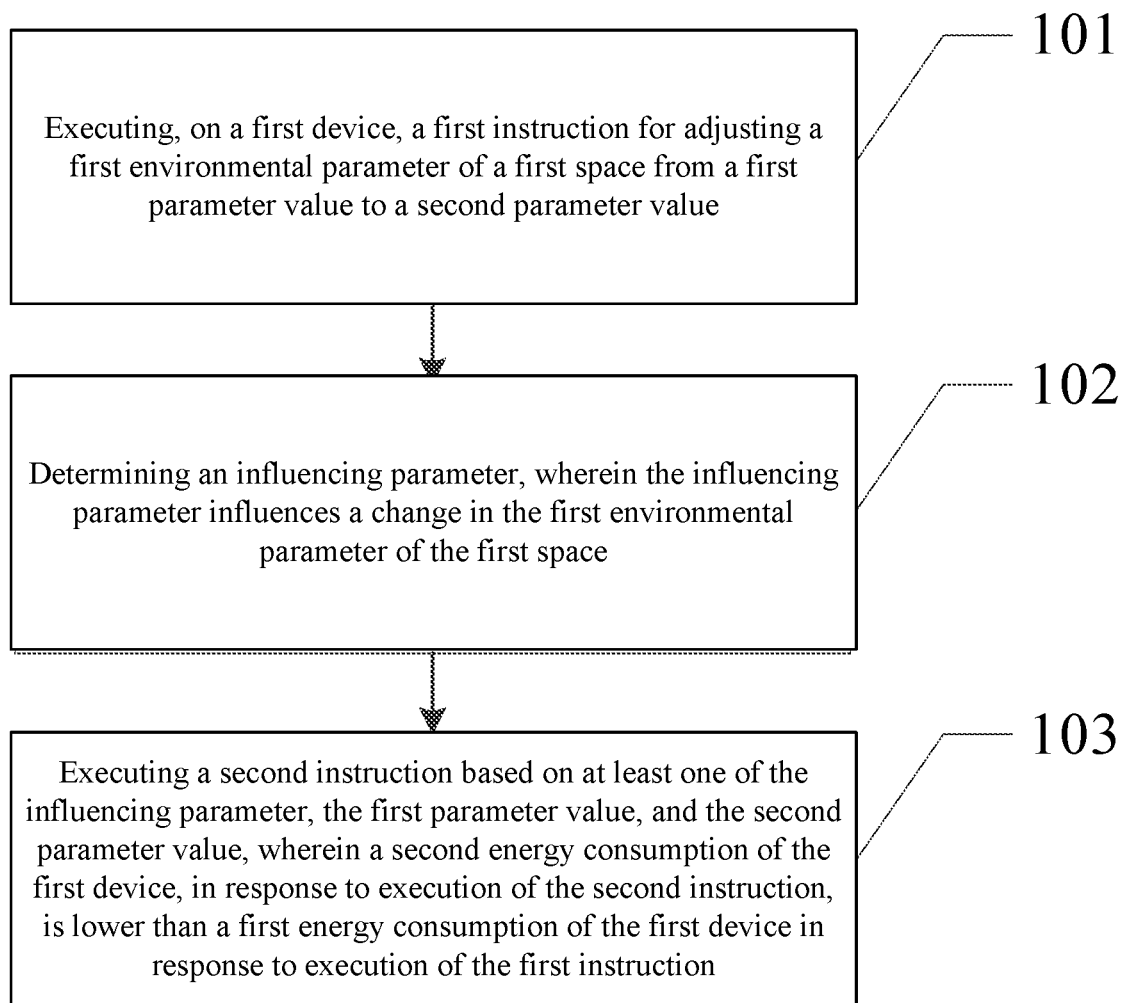 101
Executing, on a first device, a first instruction for adjusting a
first environmental parameter of a first space from a first
parameter value to a second parameter value
102
Determining an influencing parameter, wherein the influencing
parameter influences a change in the first environmental
parameter of the first space
103
Executing a second instruction based on at least one of the
influencing parameter, the first parameter value, and the second
parameter value, wherein a second energy consumption of the
first device, in response to execution of the second instruction,
is lower than a first energy consumption of the first device in
response to execution of the first instruction